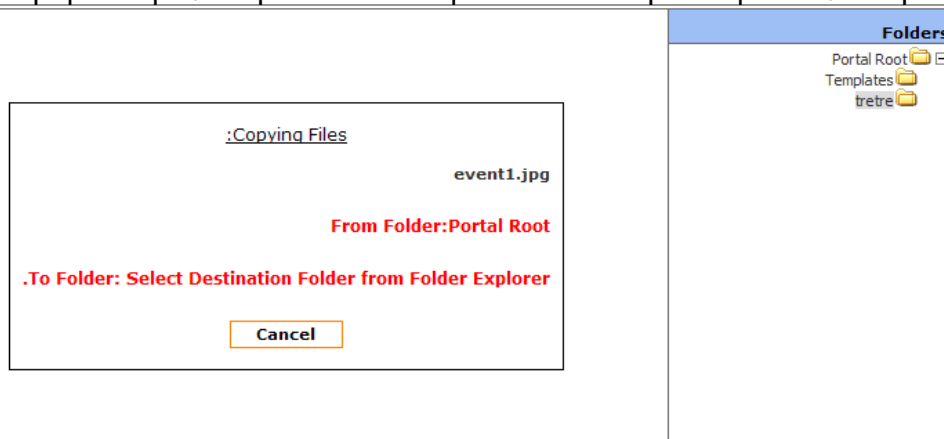 Folders
Portal Root
Templates
tretre
:Copying Files
event1.jpg
From Folder:Portal Root
.To Folder: Select Destination Folder from Folder Explorer
Cancel